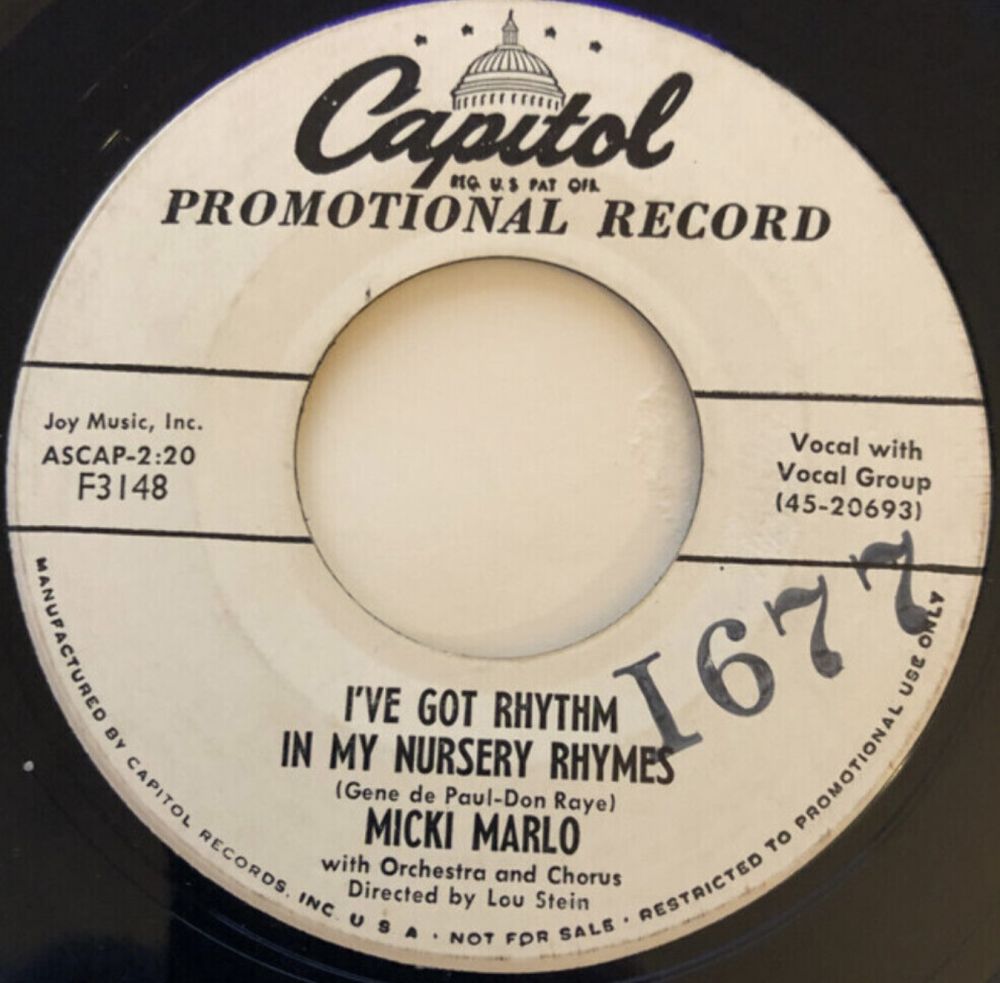 Capitol
REG. U.S. PAT. OFF.
PROMOTIONAL RECORD
Joy Music, Inc.
ASCAP-2:20
F3148
Vocal with
Vocal Group
(45-20693)
1677
I'VE GOT RHYTHM
IN MY NURSERY RHYMES
(Gene de Paul-Don Raye)
MICKI MARLO
with Orchestra and Chorus
Directed by Lou Stein
MANUFACTURED BY CAPITOL RECORDS, INC. U S A · NOT FOR SALE · RESTRICTED TO PROMOTIONAL USE ONLY